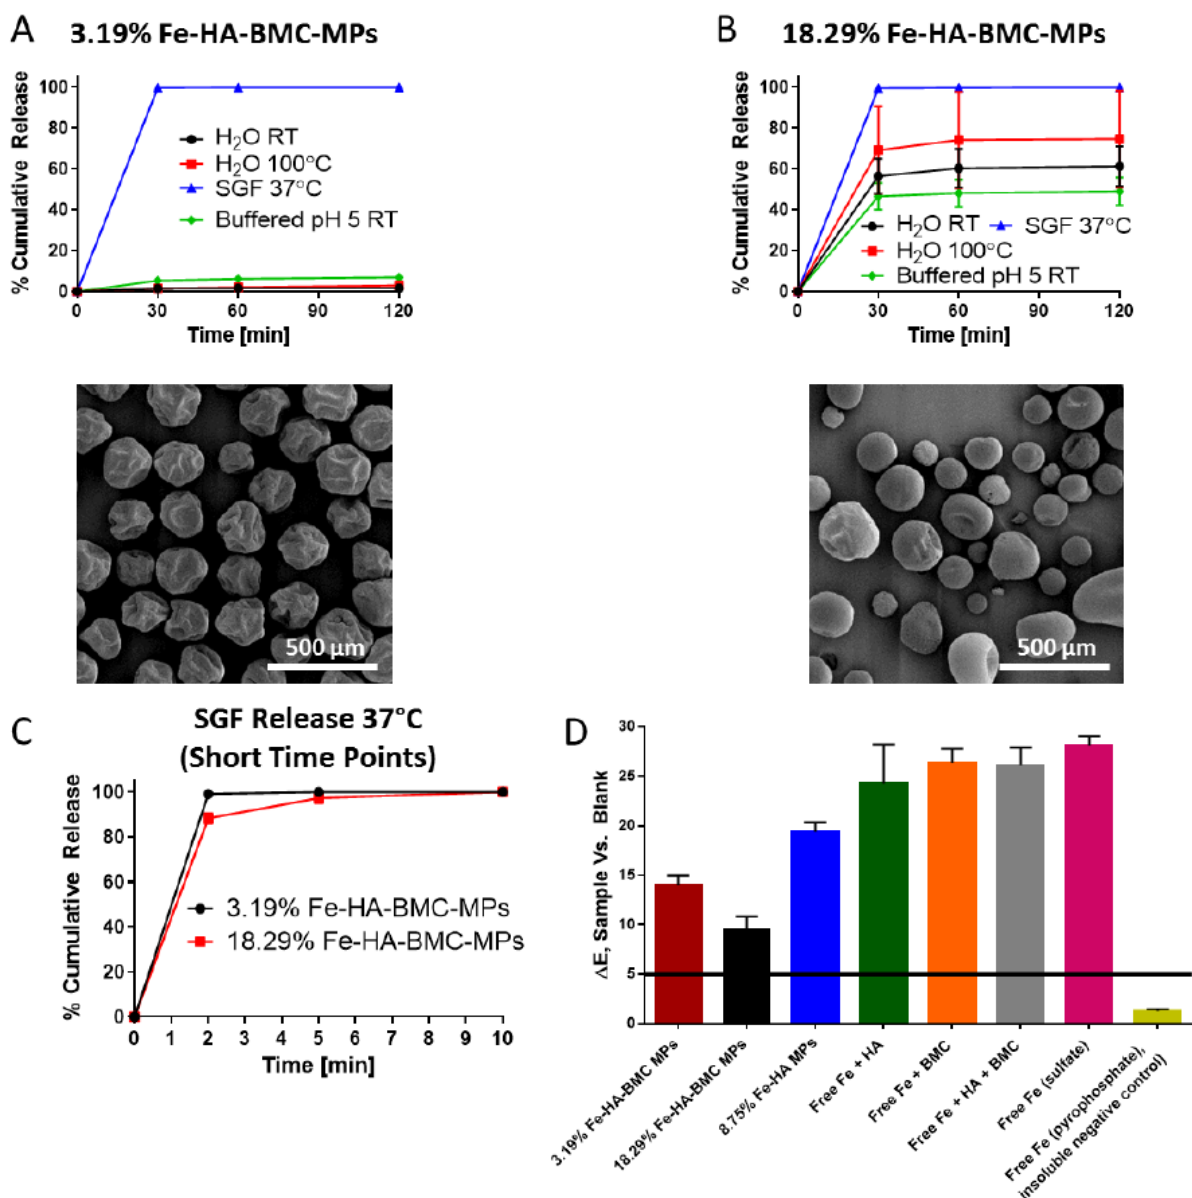 A
3.19% Fe-HA-BMC-MPs
% Cumulative Release
100
80
60
40
20
0
H₂O RT
H₂O 100°C
SGF 37°C
Buffered pH 5 RT
0 30 60 90 120
Time [min]
500 µm
B
18.29% Fe-HA-BMC-MPs
% Cumulative Release
100
80
60
40
20
0
H₂O RT
SGF 37°C
H₂O 100°C
Buffered pH 5 RT
0 30 60 90 120
Time [min]
500 µm
C
SGF Release 37°C
(Short Time Points)
% Cumulative Release
100
80
60
40
20
0
3.19% Fe-HA-BMC-MPs
18.29% Fe-HA-BMC-MPs
0 1 2 3 4 5 6 7 8 9 10
Time [min]
D
ΔE, Sample Vs. Blank
30
25
20
15
10
5
0
3.19% Fe-HA-BMC MPs
18.29% Fe-HA-BMC MPs
8.75% Fe-HA MPs
Free Fe + HA
Free Fe + BMC
Free Fe + HA + BMC
Free Fe (sulfate)
Free Fe (pyrophosphate),
insoluble negative control)